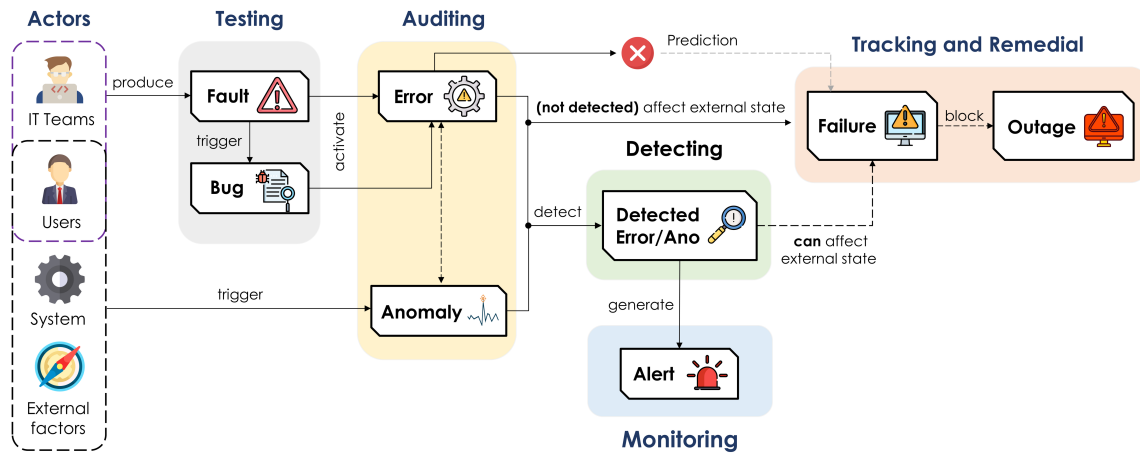 Actors
Testing
Auditing
Tracking and Remedial
Prediction
produce
IT Teams
Fault
Error
(not detected) affect external state
Failure
block
Outage
trigger
activate
Detecting
Users
Bug
detect
Detected
Error/Ano
can affect
external state
trigger
System
Anomaly
generate
Alert
External
factors
Monitoring